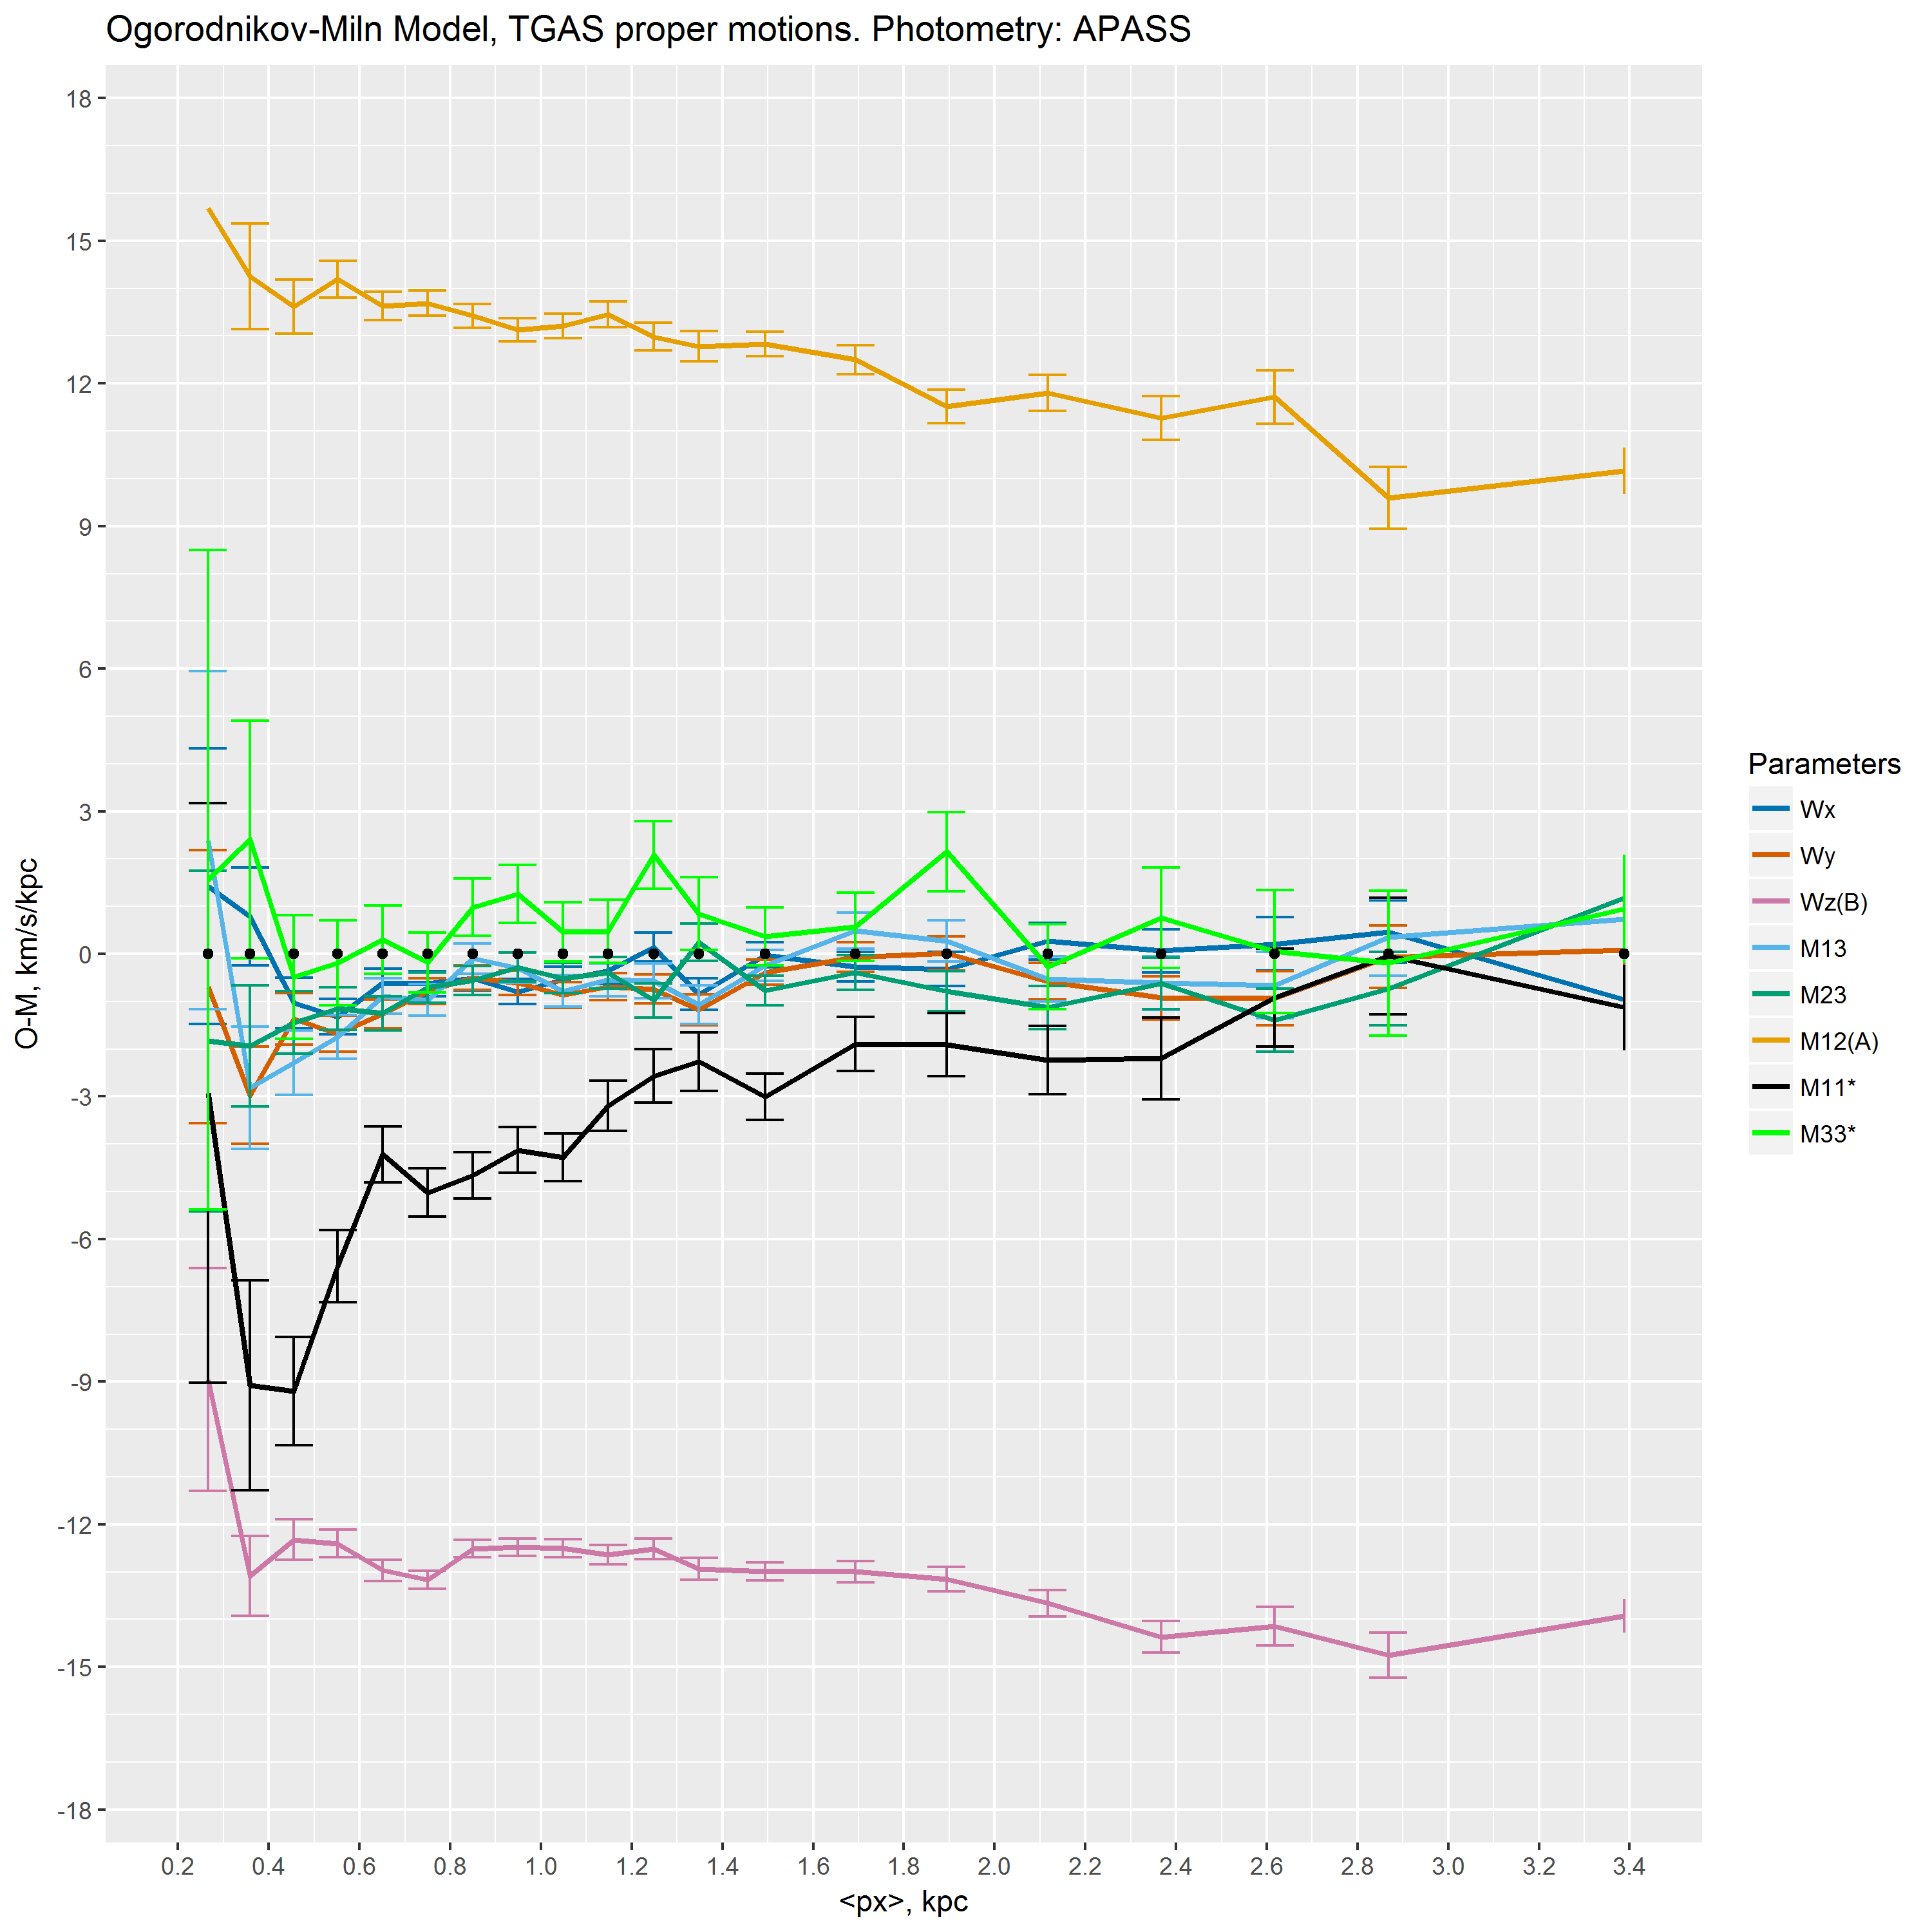 Ogorodnikov-Miln Model, TGAS proper motions. Photometry: APASS
18
15
12
9
6
3
0
-3
-6
-9
-12
-15
-18
O-M, km/s/kpc
0.2 0.4 0.6 0.8 1.0 1.2 1.4 1.6 1.8 2.0 2.2 2.4 2.6 2.8 3.0 3.2 3.4
<px>, kpc
Parameters
Wx
Wy
Wz(B)
M13
M23
M12(A)
M11*
M33*